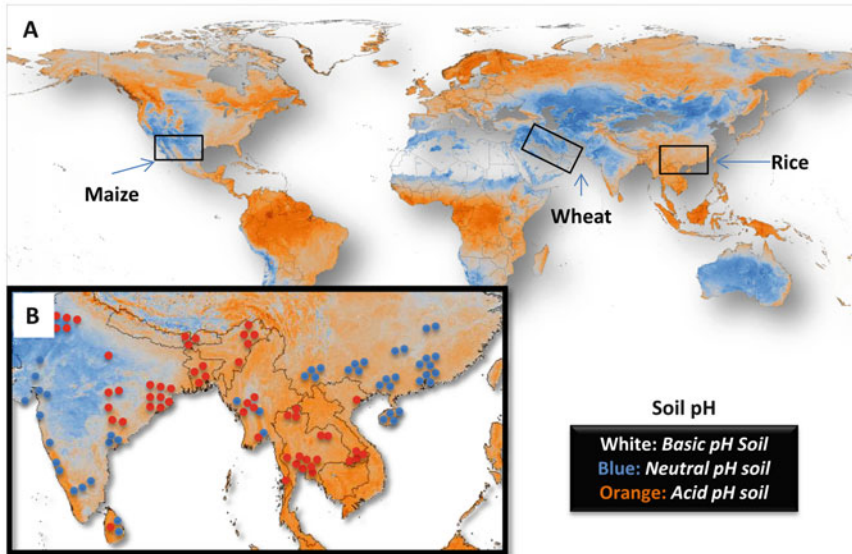 A
Maize
Wheat
Rice
B
Soil pH
White: Basic pH Soil
Blue: Neutral pH soil
Orange: Acid pH soil